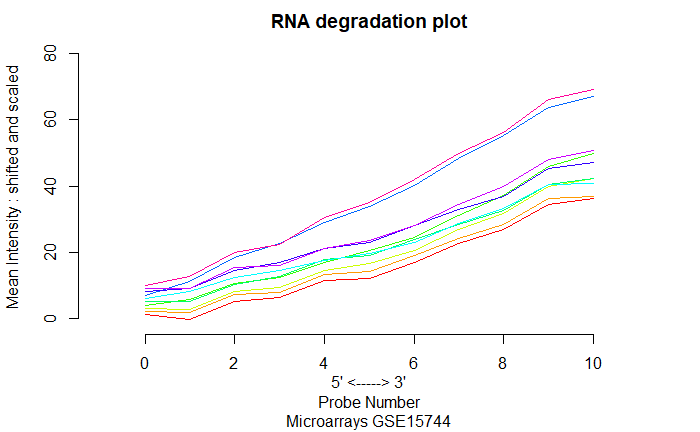 RNA degradation plot
Mean Intensity : shifted and scaled
80
60
40
20
0
0 2 4 6 8 10
5' <-----> 3'
Probe Number
Microarrays GSE15744